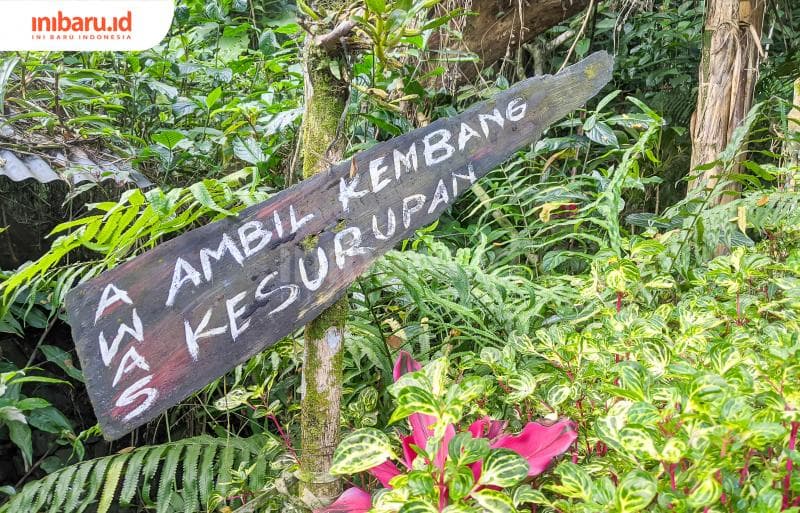 inibaru.id
INI BARU INDONESIA
AWAS
AMBIL KEMBANG
KESURUPAN